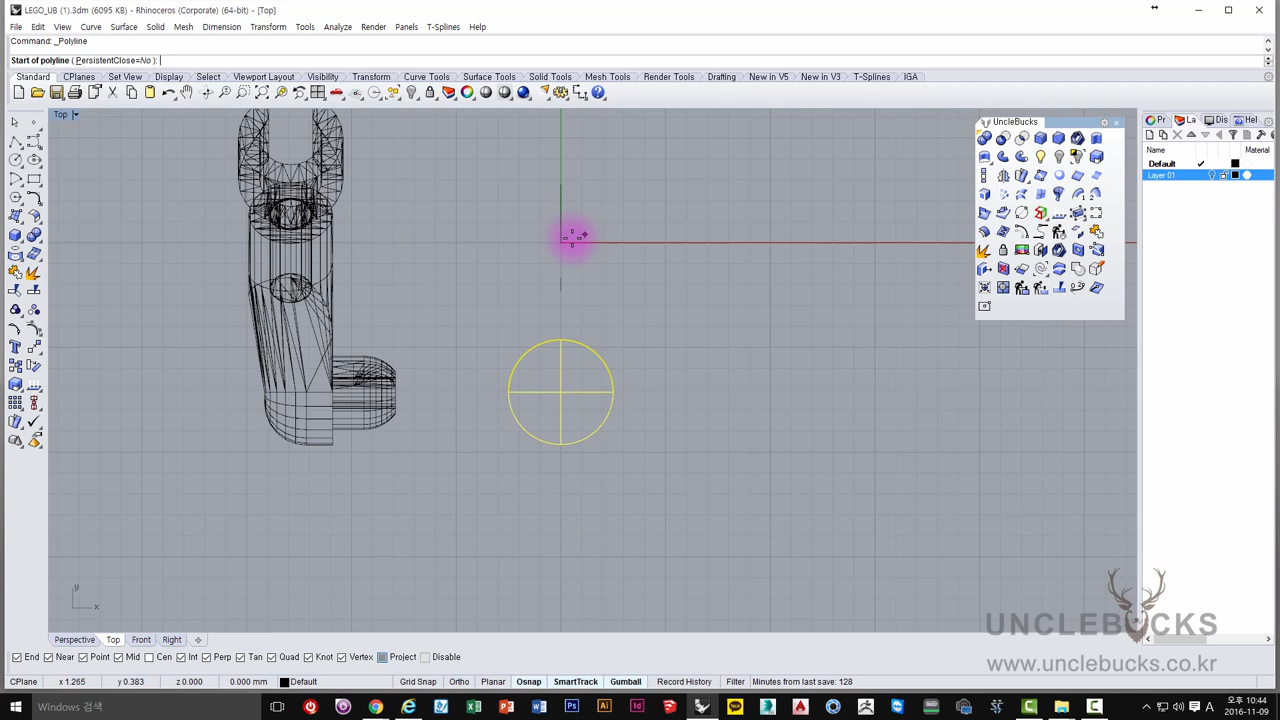 LEGO_UB (1).3dm (6095 KB) - Rhinoceros (Corporate) (64-bit) - [Top]
File Edit View Curve Surface Solid Mesh Dimension Transform Tools Analyze Render Panels T-Splines Help
Command: _Polyline
Start of polyline ( PersistentClose=No ):
Standard CPlanes Set View Display Select Viewport Layout Visibility Transform Curve Tools Surface Tools Solid Tools Mesh Tools Render Tools Drafting New in V5 New in V3 T-Splines IGA
Top
UncleBucks
Pr La Dis Hel
Name Material
Default
Layer 01
y
x
UNCLEBUCKS
www.unclebucks.co.kr
Perspective Top Front Right
End Near Point Mid Cen Int Perp Tan Quad Knot Vertex Project Disable
CPlane x 1.265 y 0.383 z 0.000 0.000 mm Default Grid Snap Ortho Planar Osnap SmartTrack Gumball Record History Filter Minutes from last save: 128
Windows 검색
A 오후 10:44
2016-11-09